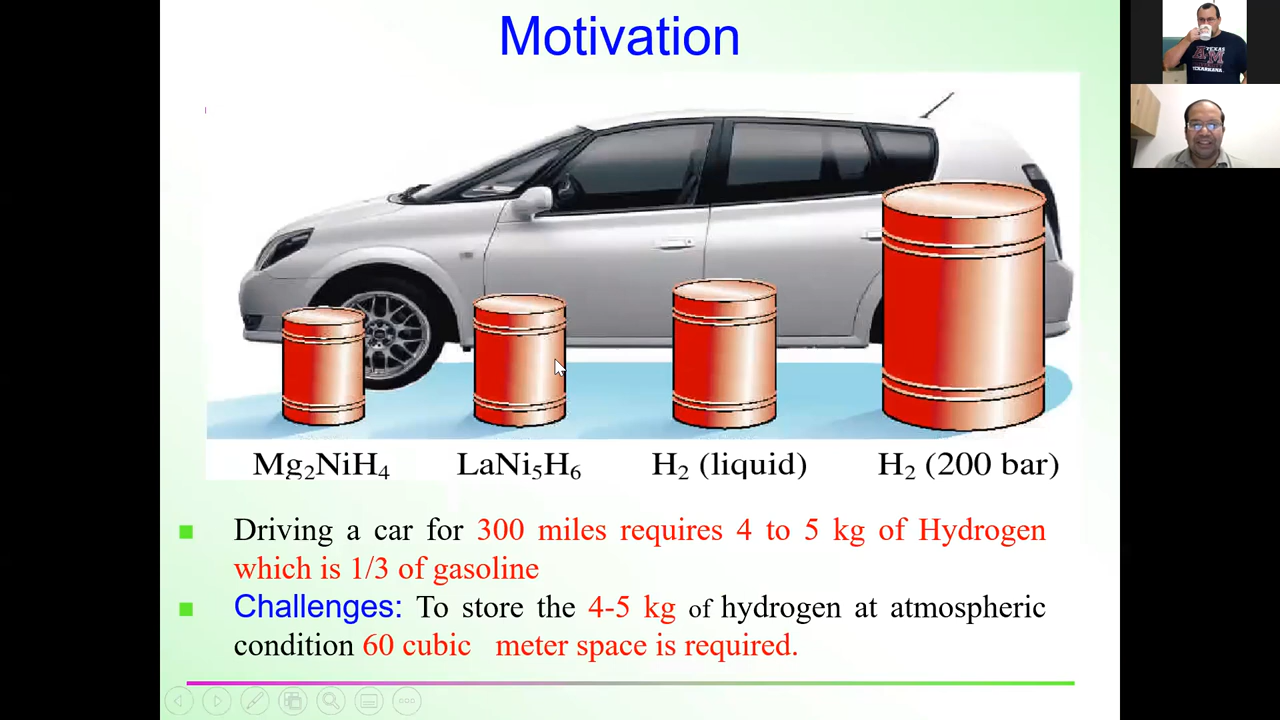 Motivation
TEXAS
A&M
TEXARKANA
Mg₂NiH₄
LaNi₅H₆
H₂ (liquid)
H₂ (200 bar)
Driving a car for 300 miles requires 4 to 5 kg of Hydrogen
which is 1/3 of gasoline
Challenges: To store the 4-5 kg of hydrogen at atmospheric
condition 60 cubic meter space is required.